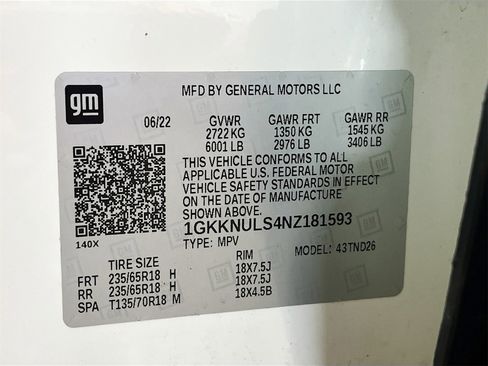 gm
MFD BY GENERAL MOTORS LLC
06/22 GVWR GAWR FRT GAWR RR
2722 KG 1350 KG 1545 KG
6001 LB 2976 LB 3406 LB
THIS VEHICLE CONFORMS TO ALL
APPLICABLE U.S. FEDERAL MOTOR
VEHICLE SAFETY STANDARDS IN EFFECT
ON THE DATE OF MANUFACTURE
SHOWN ABOVE.
1GKKNULS4NZ181593
140X
TYPE: MPV MODEL: 43TND26
TIRE SIZE RIM
FRT 235/65R18 H 18X7.5J
RR 235/65R18 H 18X7.5J
SPA T135/70R18 M 18X4.5B